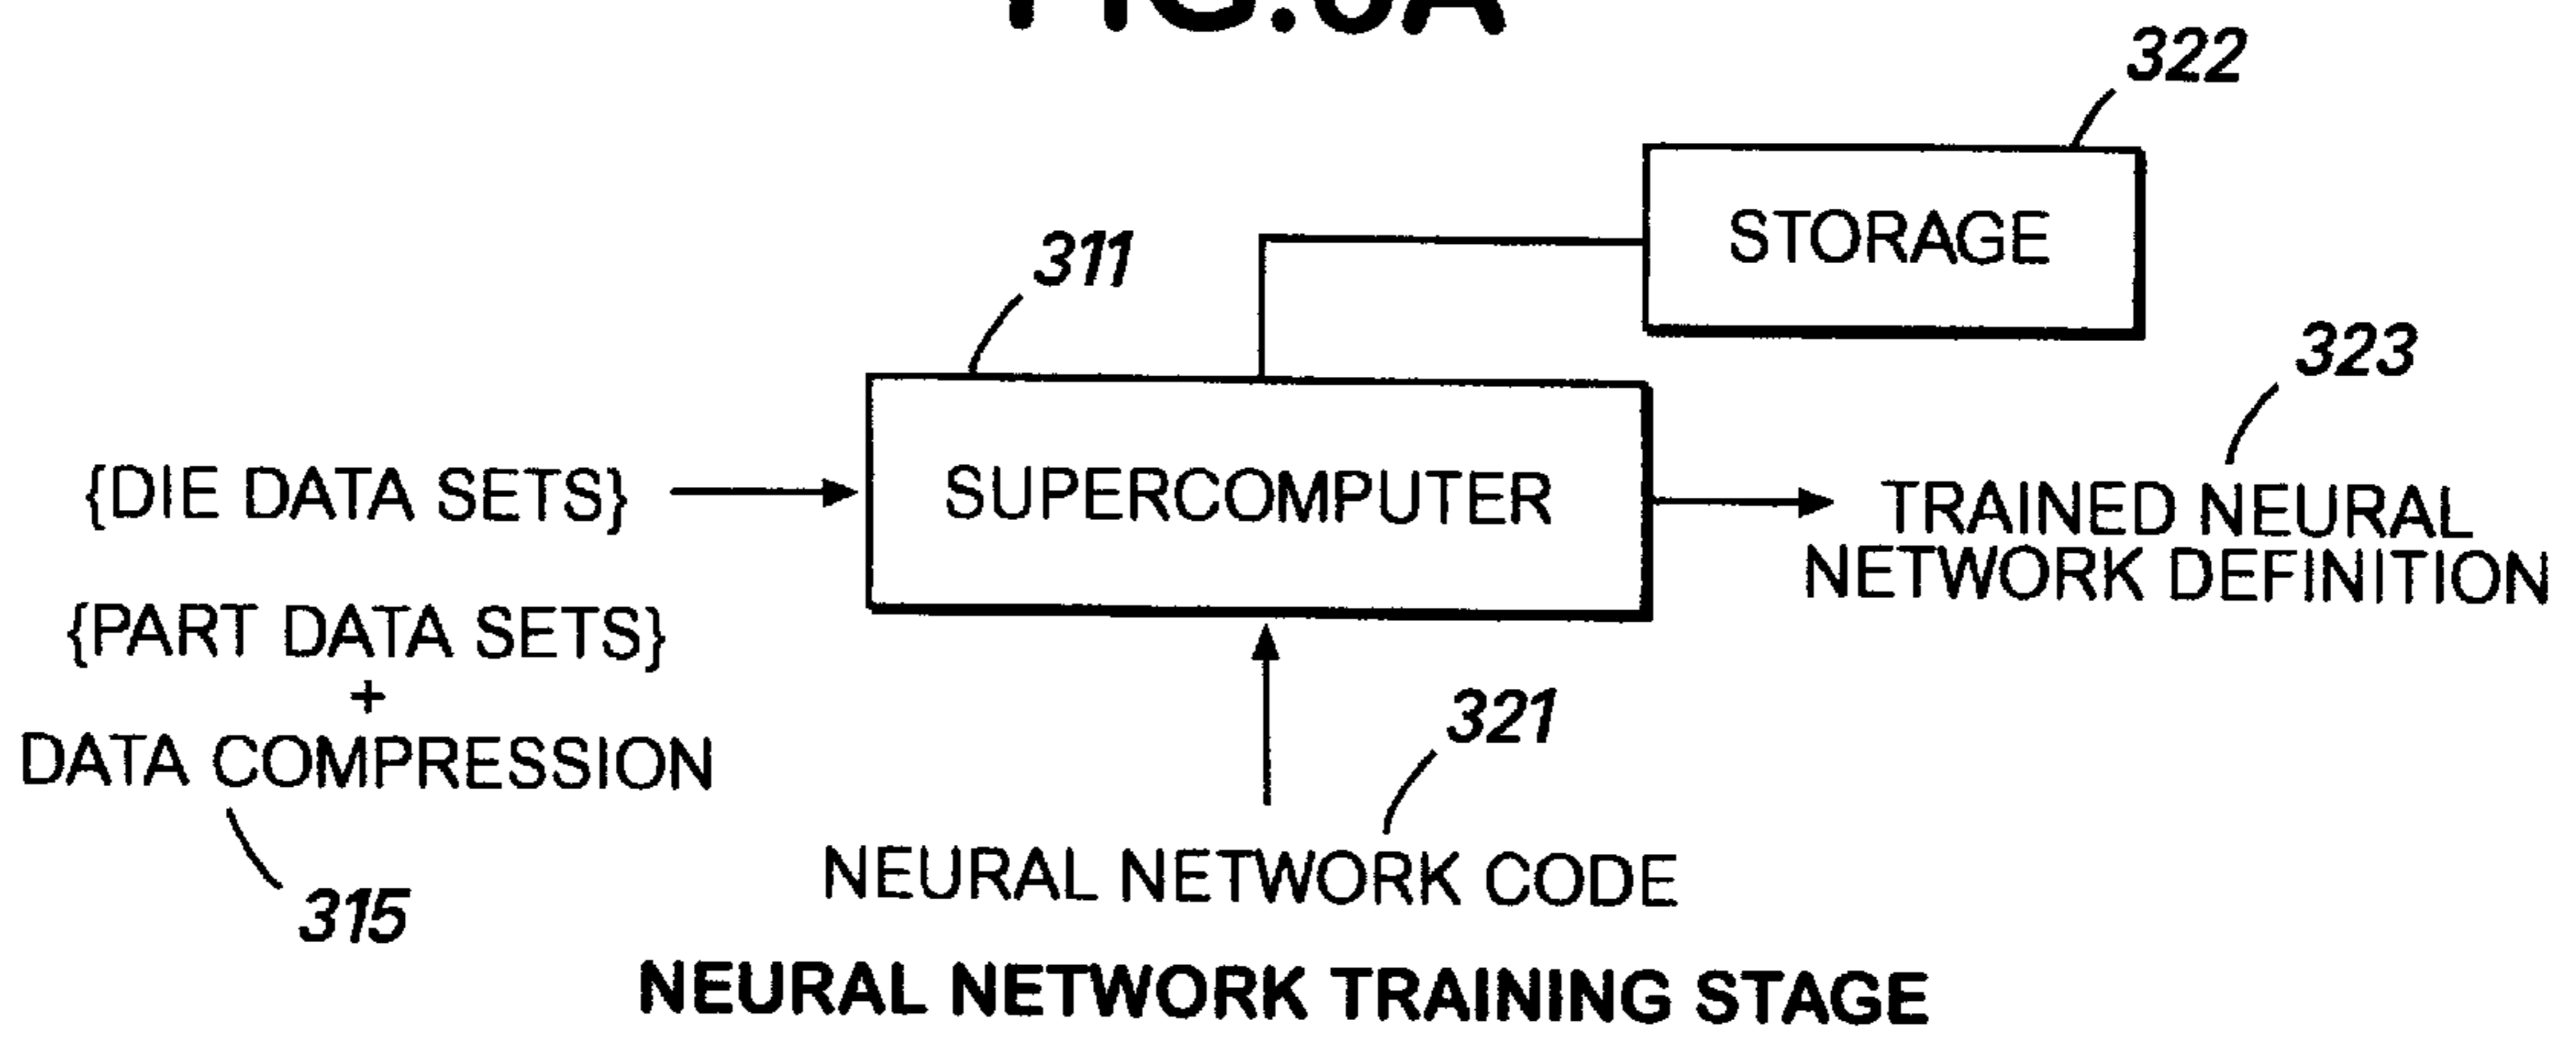 322
STORAGE
311
323
{DIE DATA SETS}
SUPERCOMPUTER
TRAINED NEURAL
NETWORK DEFINITION
{PART DATA SETS}
+
DATA COMPRESSION
321
315
NEURAL NETWORK CODE
NEURAL NETWORK TRAINING STAGE